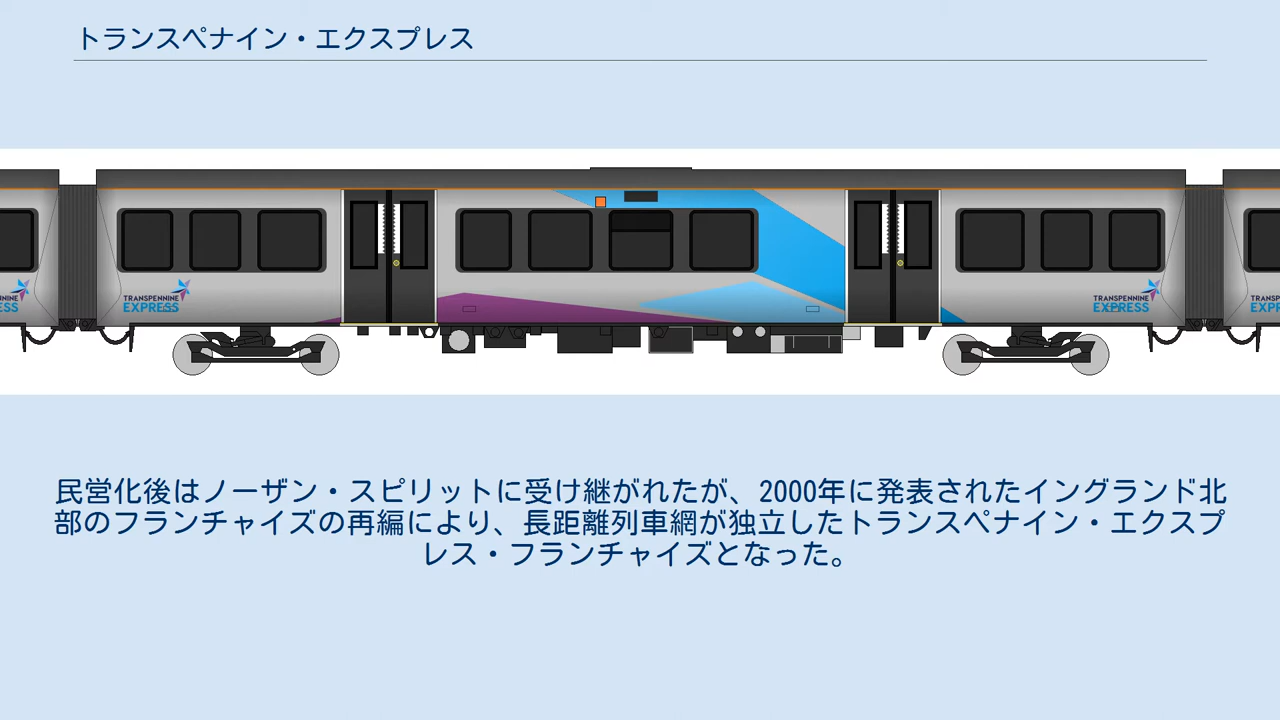 トランスペナイン・エクスプレス
TRANSPENNINE
EXPRESS
TRANSPENNINE
EXPRESS
民営化後はノーザン・スピリットに受け継がれたが、2000年に発表されたイングランド北
部のフランチャイズの再編により、長距離列車網が独立したトランスペナイン・エクスプ
レス・フランチャイズとなった。